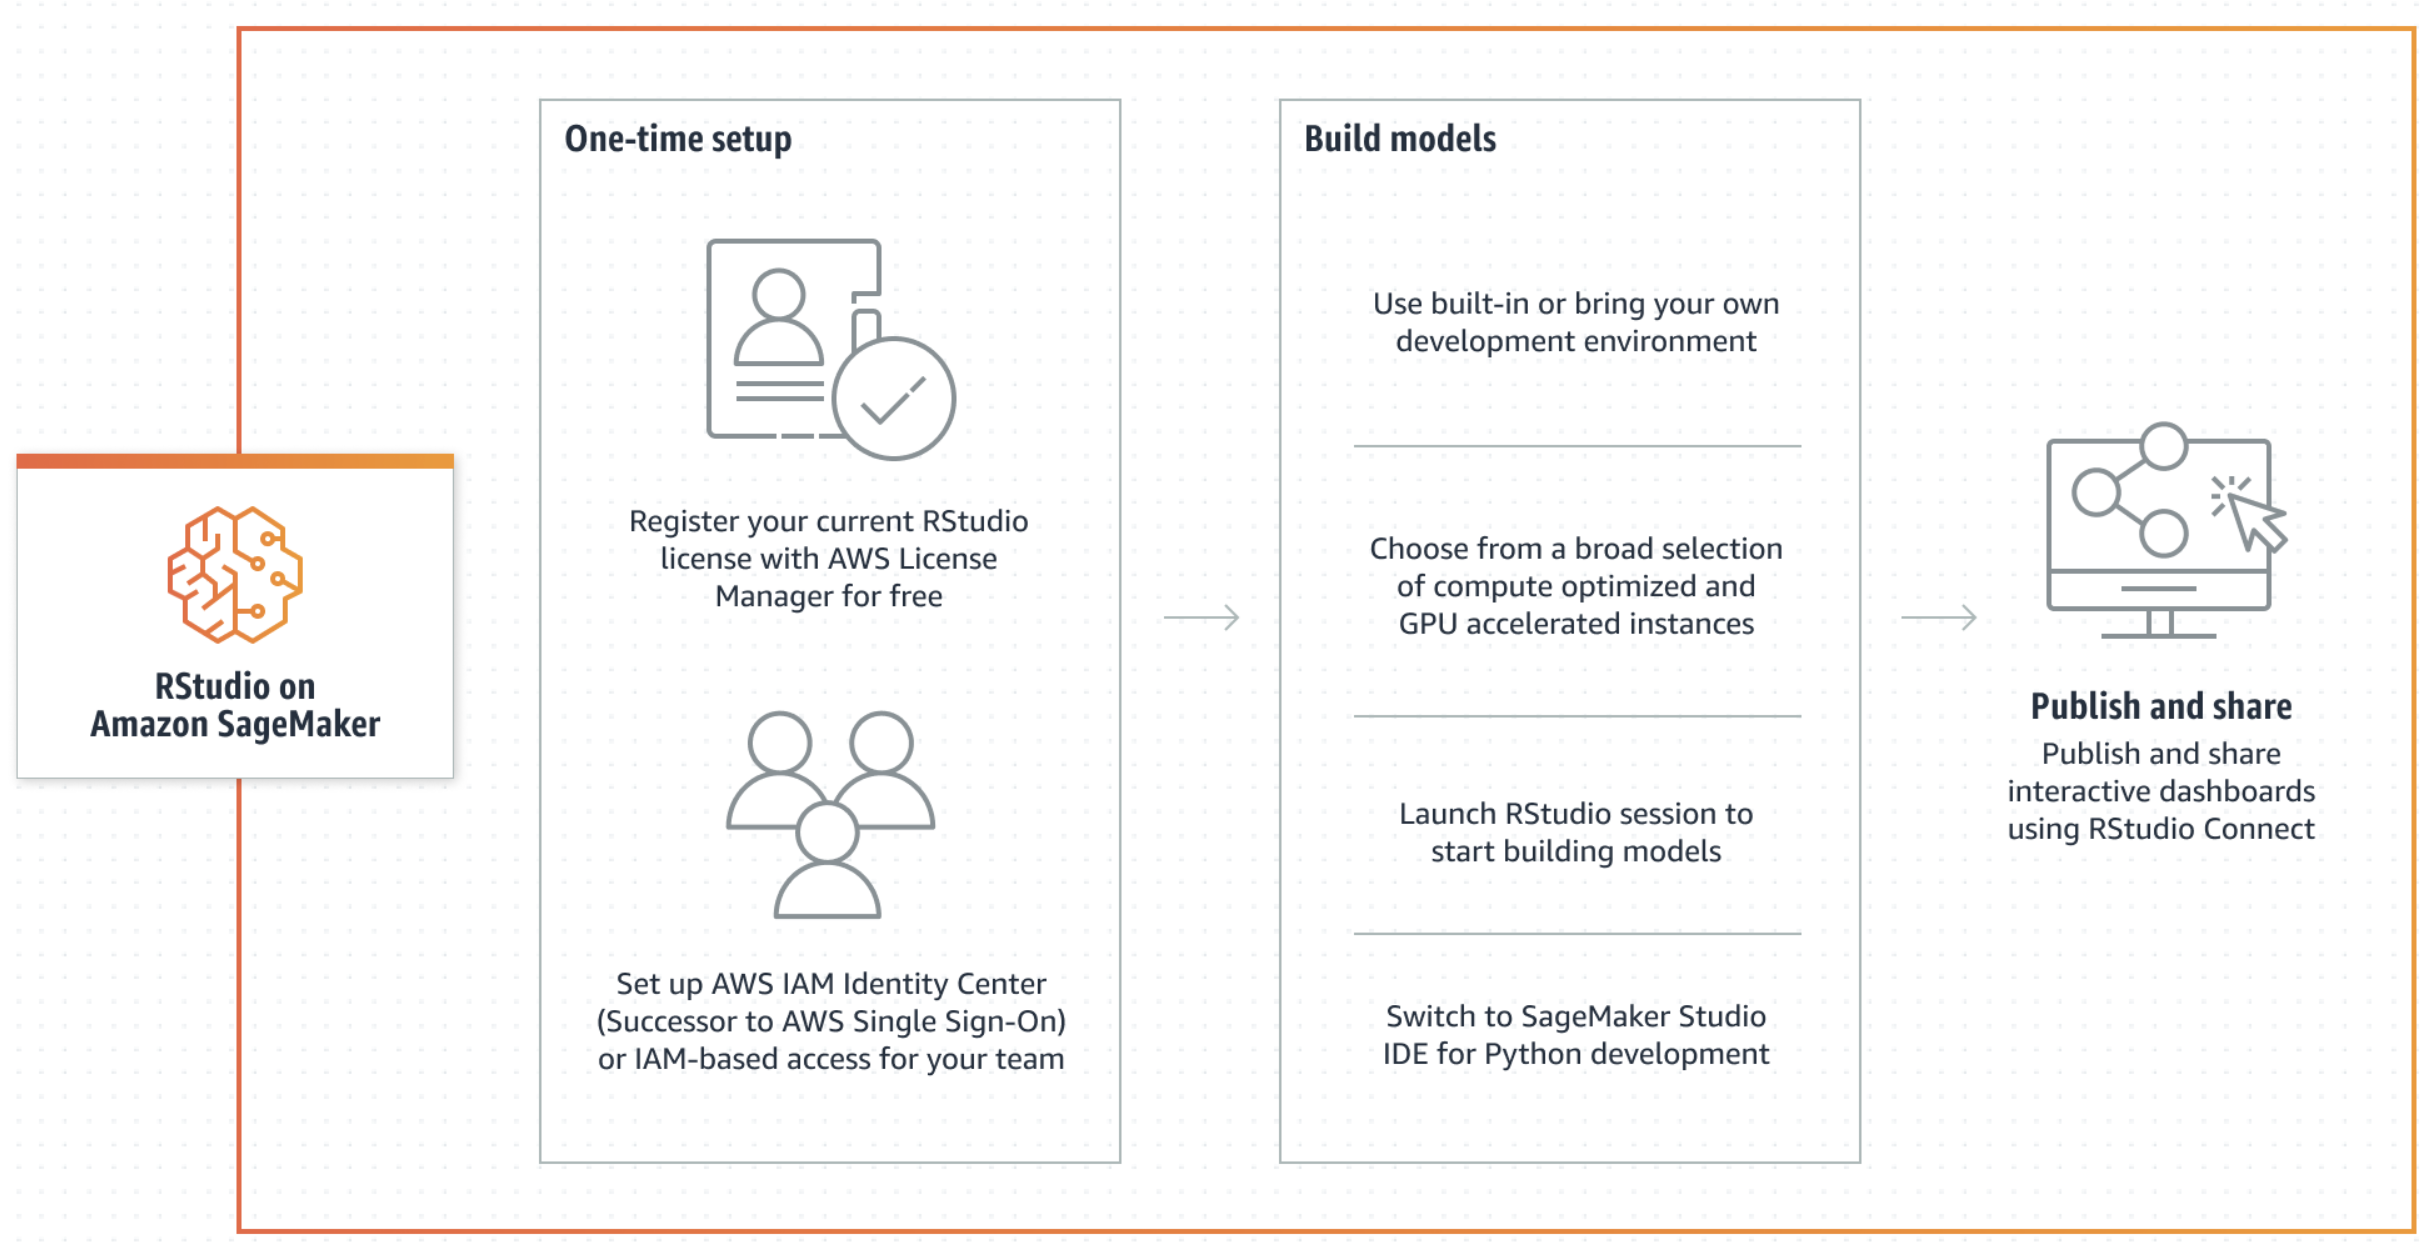 RStudio on
Amazon SageMaker
One-time setup
Register your current RStudio
license with AWS License
Manager for free
Set up AWS IAM Identity Center
(Successor to AWS Single Sign-On)
or IAM-based access for your team
Build models
Use built-in or bring your own
development environment
Choose from a broad selection
of compute optimized and
GPU accelerated instances
Launch RStudio session to
start building models
Switch to SageMaker Studio
IDE for Python development
Publish and share
Publish and share
interactive dashboards
using RStudio Connect